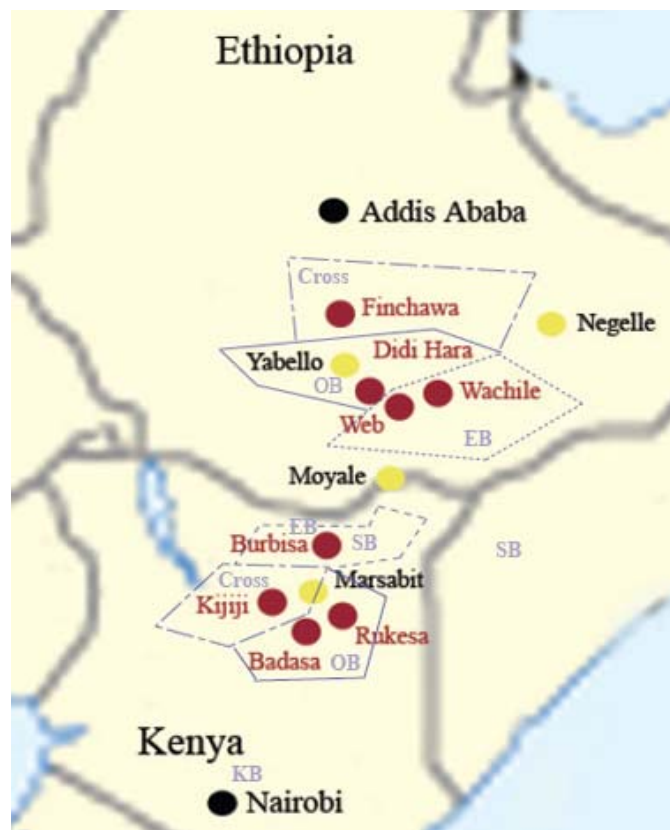 Ethiopia
Addis Ababa
Cross
Finchawa
Negelle
Didi Hara
Yabello
OB
Wachile
Web
EB
Moyale
EB
Burbisa
SB
SB
Cross
Marsabit
Kijiji
Rukesa
Badasa
OB
Kenya
KB
Nairobi